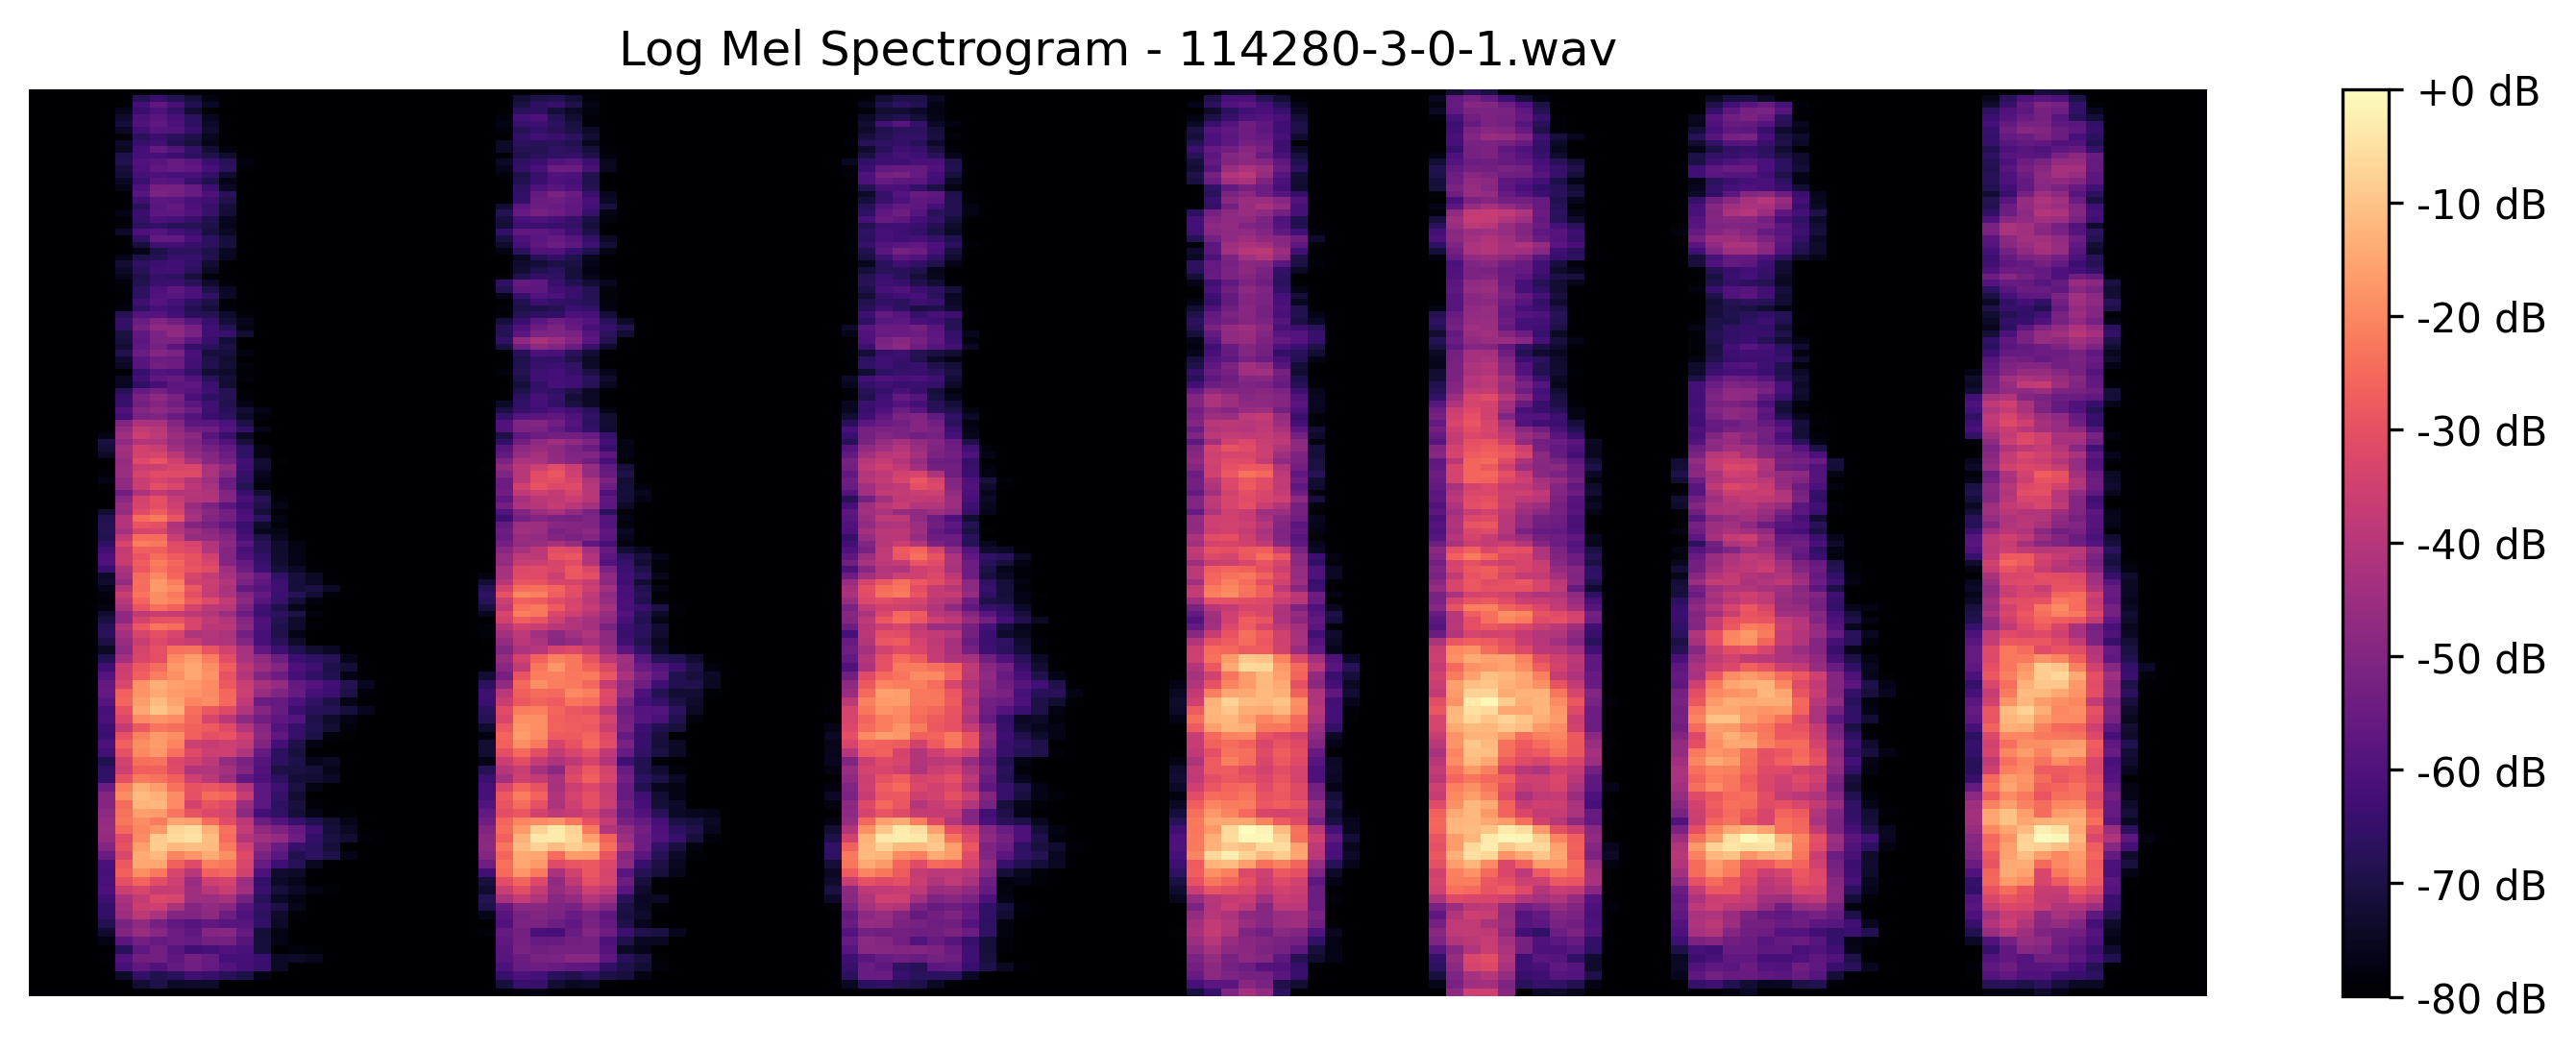 Log Mel Spectrogram - 114280-3-0-1.wav
+0 dB
-10 dB
-20 dB
-30 dB
-40 dB
-50 dB
-60 dB
-70 dB
-80 dB